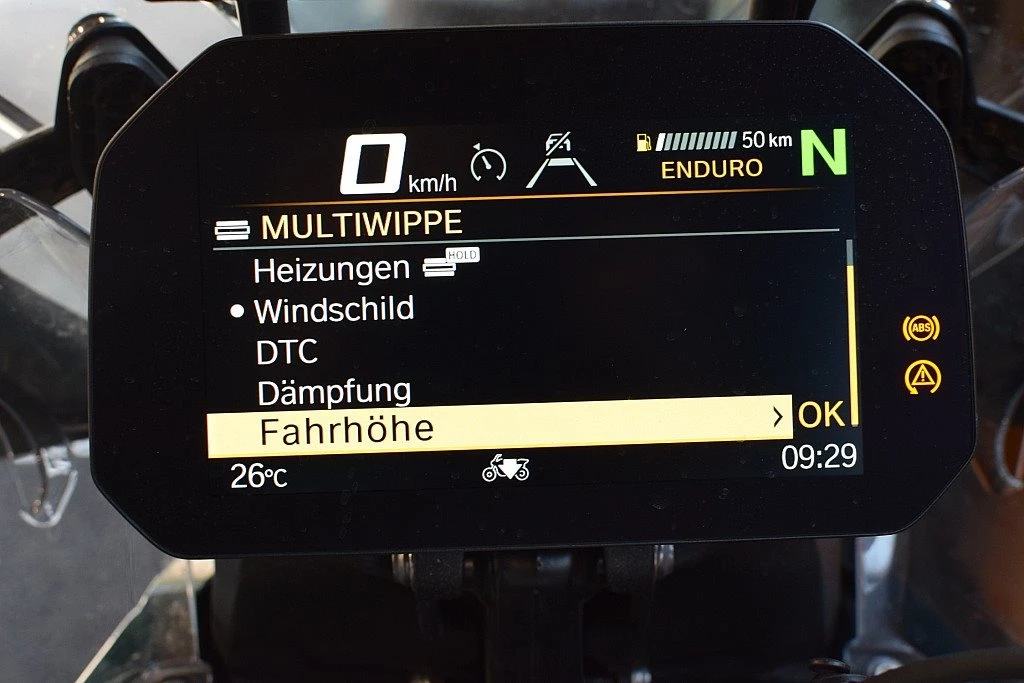 0 km/h
50 km
ENDURO
N
MULTIWIPPE
Heizungen HOLD
Windschild
DTC
Dämpfung
Fahrhöhe > OK
26°C
09:29
ABS